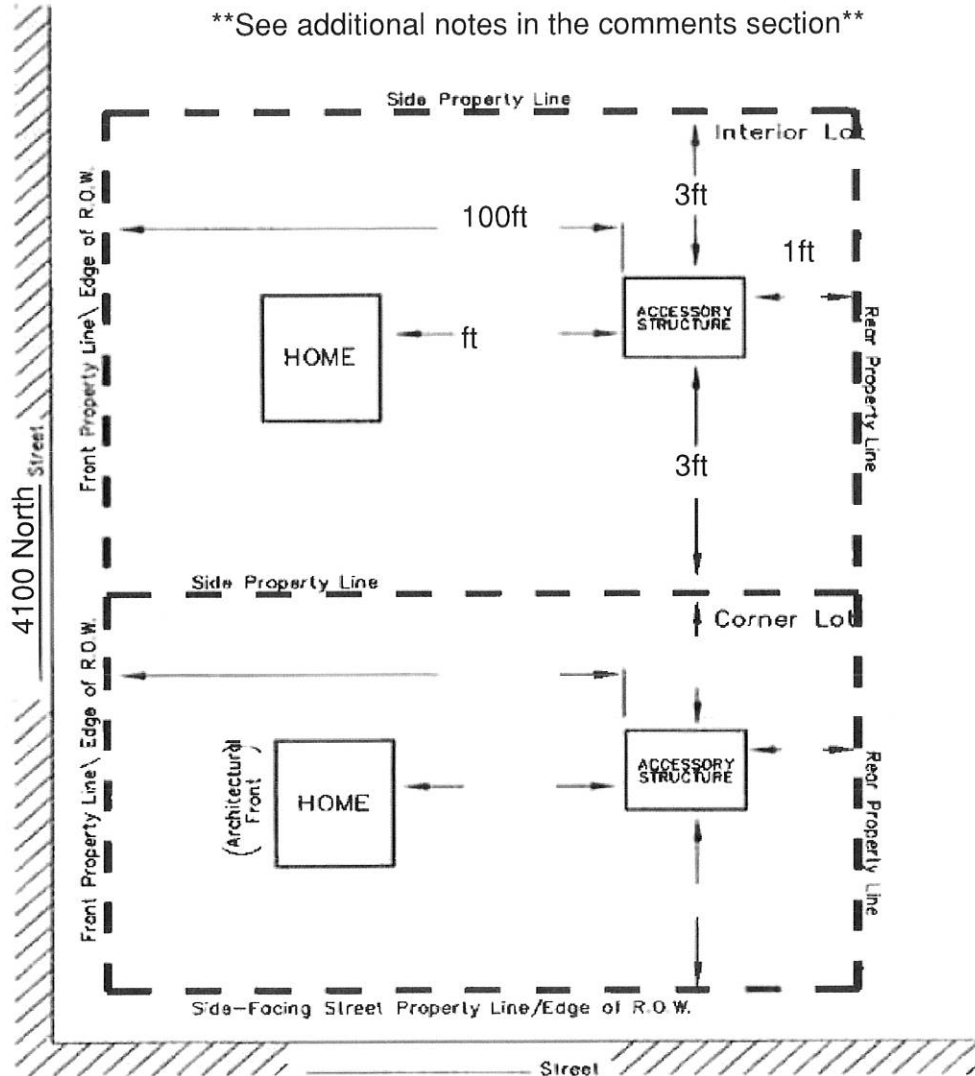 **See additional notes in the comments section**
Side Property Line
Interior Lot
3ft
100ft
1ft
Front Property Line\ Edge of R.O.W.
ACCESSORY
STRUCTURE
HOME
ft
Rear Property Line
3ft
4100 North Street
Side Property Line
Corner Lot
Front Property Line\ Edge of R.O.W.
(Architectural
Front)
HOME
ACCESSORY
STRUCTURE
Rear Property Line
Side-Facing Street Property Line/Edge of R.O.W.
Street